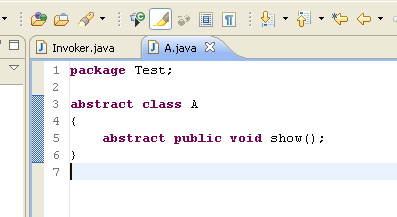 Invoker.java A.java
1 package Test;
2
3 abstract class A
4 {
5 abstract public void show();
6 }
7